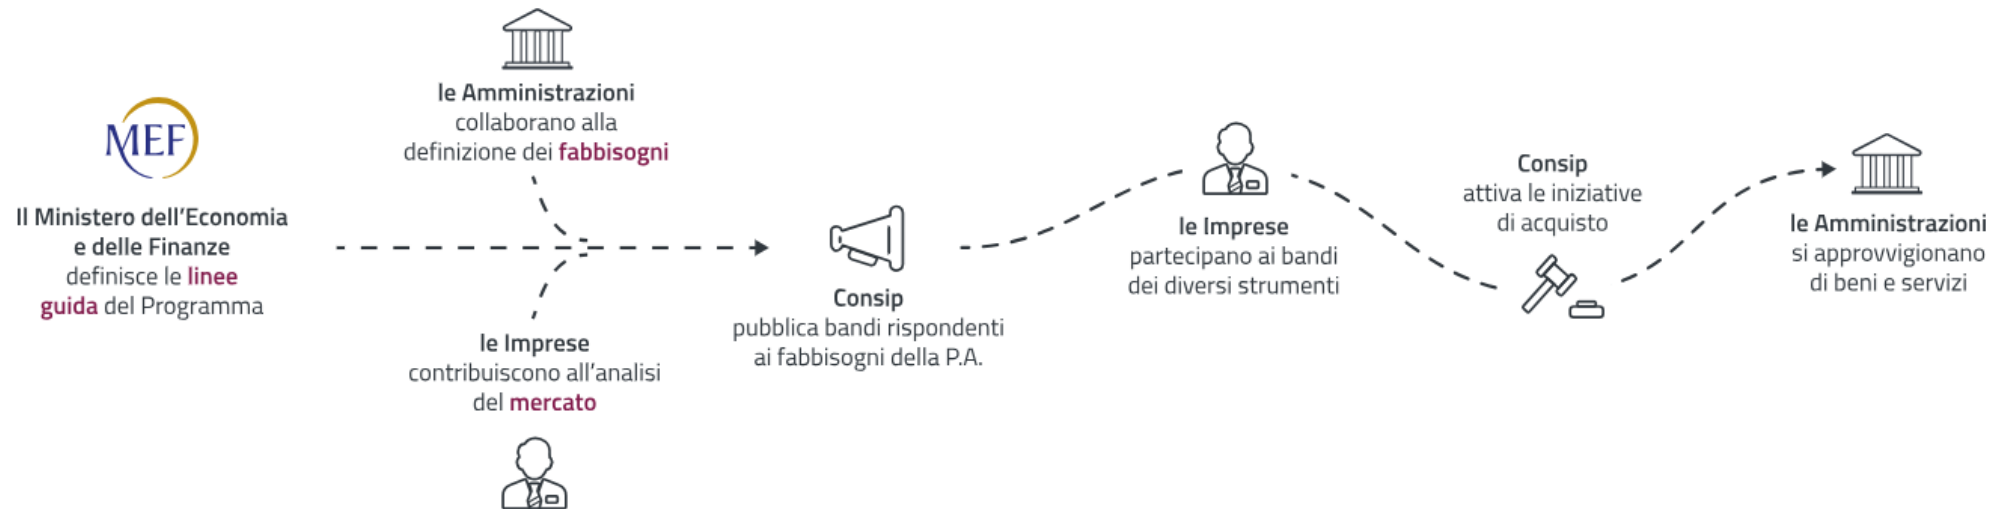 MEF
Il Ministero dell'Economia
e delle Finanze
definisce le linee
guida del Programma
le Amministrazioni
collaborano alla
definizione dei fabbisogni
le Imprese
contribuiscono all'analisi
del mercato
Consip
pubblica bandi rispondenti
ai fabbisogni della P.A.
le Imprese
partecipano ai bandi
dei diversi strumenti
Consip
attiva le iniziative
di acquisto
le Amministrazioni
si approvvigionano
di beni e servizi